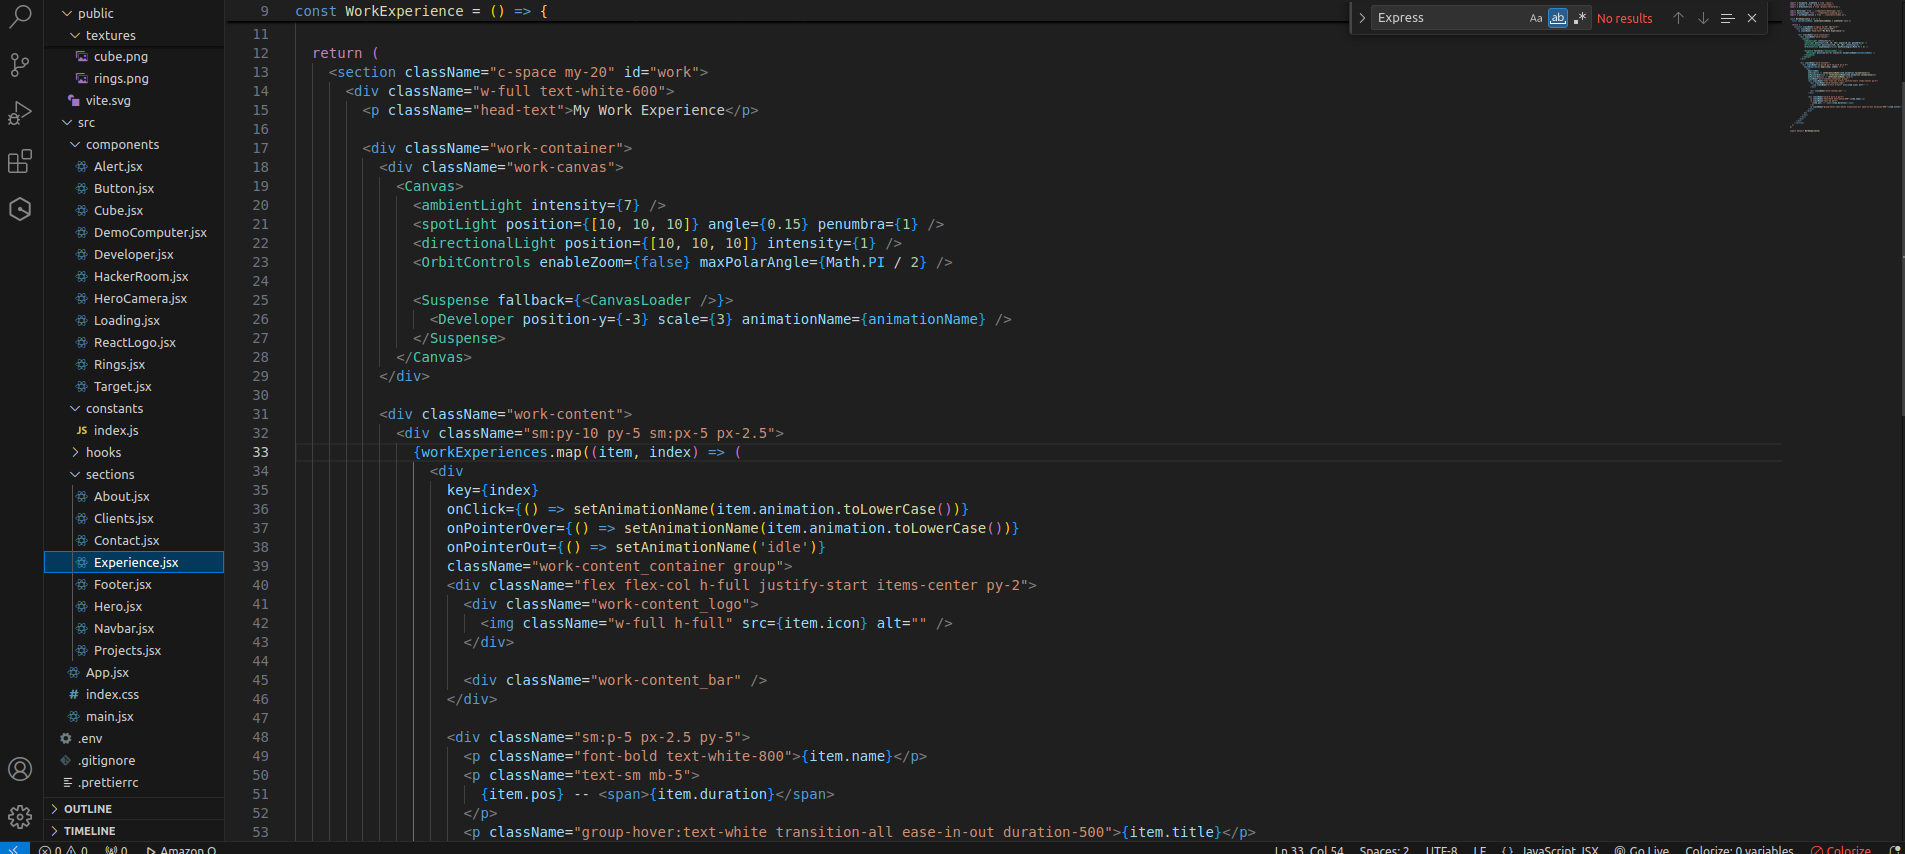 public
textures
cube.png
rings.png
vite.svg
src
components
Alert.jsx
Button.jsx
Cube.jsx
DemoComputer.jsx
Developer.jsx
HackerRoom.jsx
HeroCamera.jsx
Loading.jsx
ReactLogo.jsx
Rings.jsx
Target.jsx
constants
JS index.js
hooks
sections
About.jsx
Clients.jsx
Contact.jsx
Experience.jsx
Footer.jsx
Hero.jsx
Navbar.jsx
Projects.jsx
App.jsx
# index.css
main.jsx
.env
.gitignore
.prettierrc
OUTLINE
TIMELINE
9 const WorkExperience = () => {
Express Aa ab No results
11
12 return (
13 <section className="c-space my-20" id="work">
14 <div className="w-full text-white-600">
15 <p className="head-text">My Work Experience</p>
16
17 <div className="work-container">
18 <div className="work-canvas">
19 <Canvas>
20 <ambientLight intensity={7} />
21 <spotLight position={[10, 10, 10]} angle={0.15} penumbra={1} />
22 <directionalLight position={[10, 10, 10]} intensity={1} />
23 <OrbitControls enableZoom={false} maxPolarAngle={Math.PI / 2} />
24
25 <Suspense fallback={<CanvasLoader />}>
26 <Developer position-y={-3} scale={3} animationName={animationName} />
27 </Suspense>
28 </Canvas>
29 </div>
30
31 <div className="work-content">
32 <div className="sm:py-10 py-5 sm:px-5 px-2.5">
33 {workExperiences.map((item, index) => (
34 <div
35 key={index}
36 onClick={() => setAnimationName(item.animation.toLowerCase())}
37 onPointerOver={() => setAnimationName(item.animation.toLowerCase())}
38 onPointerOut={() => setAnimationName('idle')}
39 className="work-content_container group">
40 <div className="flex flex-col h-full justify-start items-center py-2">
41 <div className="work-content_logo">
42 <img className="w-full h-full" src={item.icon} alt="" />
43 </div>
44
45 <div className="work-content_bar" />
46 </div>
47
48 <div className="sm:p-5 px-2.5 py-5">
49 <p className="font-bold text-white-800">{item.name}</p>
50 <p className="text-sm mb-5">
51 {item.pos} -- <span>{item.duration}</span>
52 </p>
53 <p className="group-hover:text-white transition-all ease-in-out duration-500">{item.title}</p>
0 0 0 Amazon Q Ln 33, Col 54 Spaces: 2 UTF-8 LF {} JavaScript JSX Go Live Colorize: 0 variables Colorize